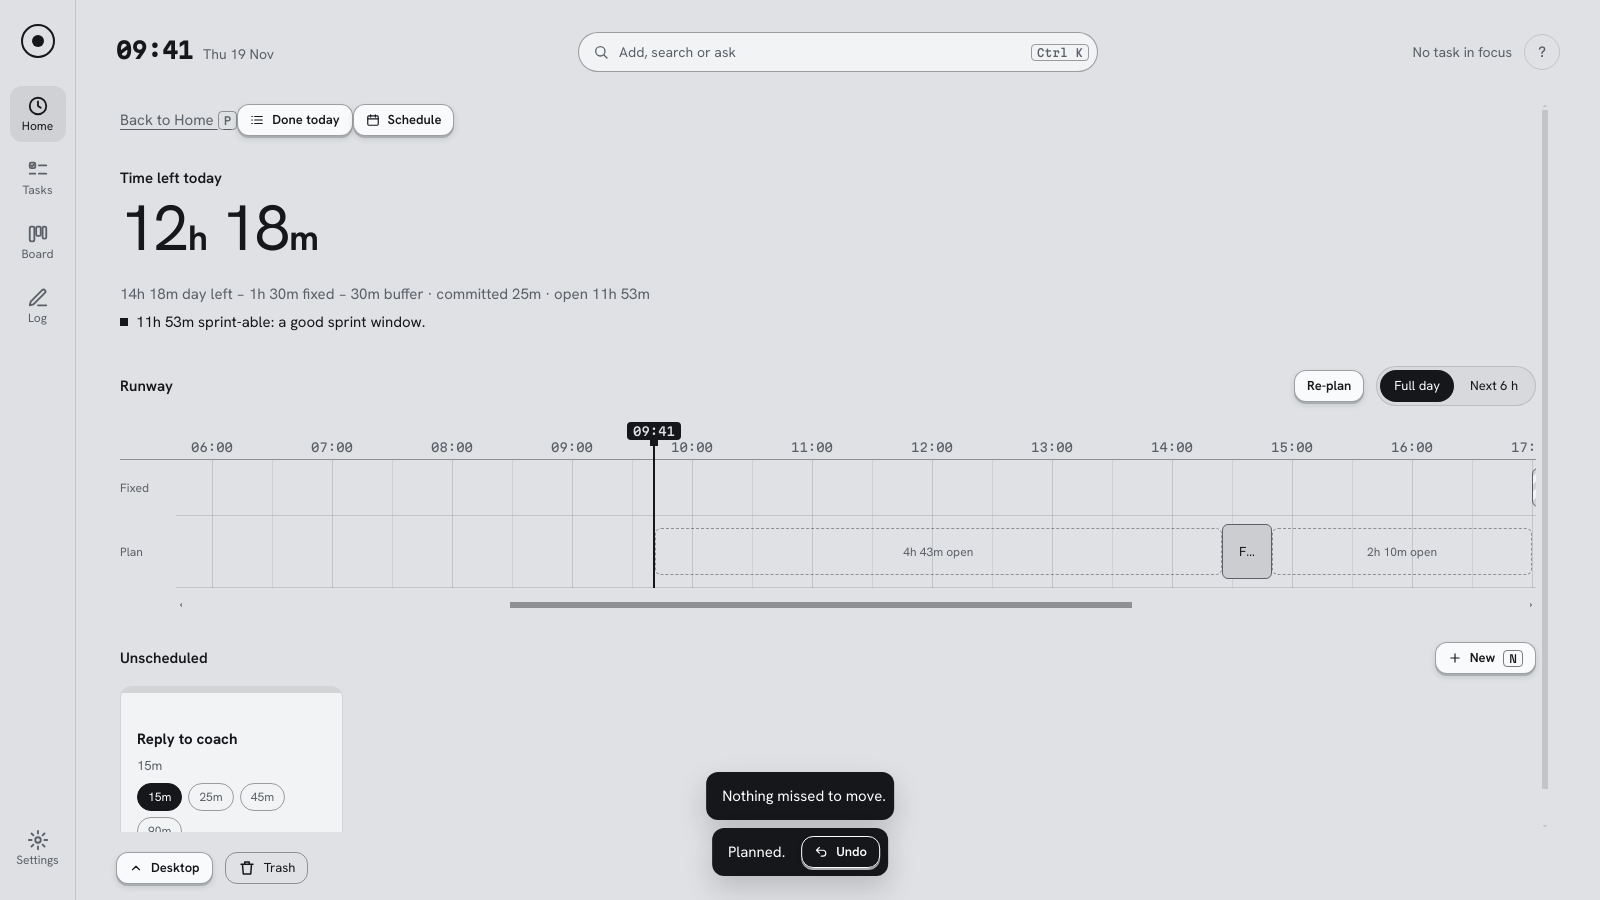 09:41 Thu 19 Nov
Add, search or ask Ctrl K
No task in focus ?
Home
Tasks
Board
Log
Settings
Back to Home P Done today Schedule
Time left today
12h 18m
14h 18m day left – 1h 30m fixed – 30m buffer · committed 25m · open 11h 53m
11h 53m sprint-able: a good sprint window.
Runway Re-plan Full day Next 6 h
09:41
06:00 07:00 08:00 09:00 10:00 11:00 12:00 13:00 14:00 15:00 16:00 17:
Fixed
Plan 4h 43m open F... 2h 10m open
Unscheduled New N
Reply to coach
15m
15m 25m 45m
90m
Nothing missed to move.
Planned. Undo
Desktop Trash